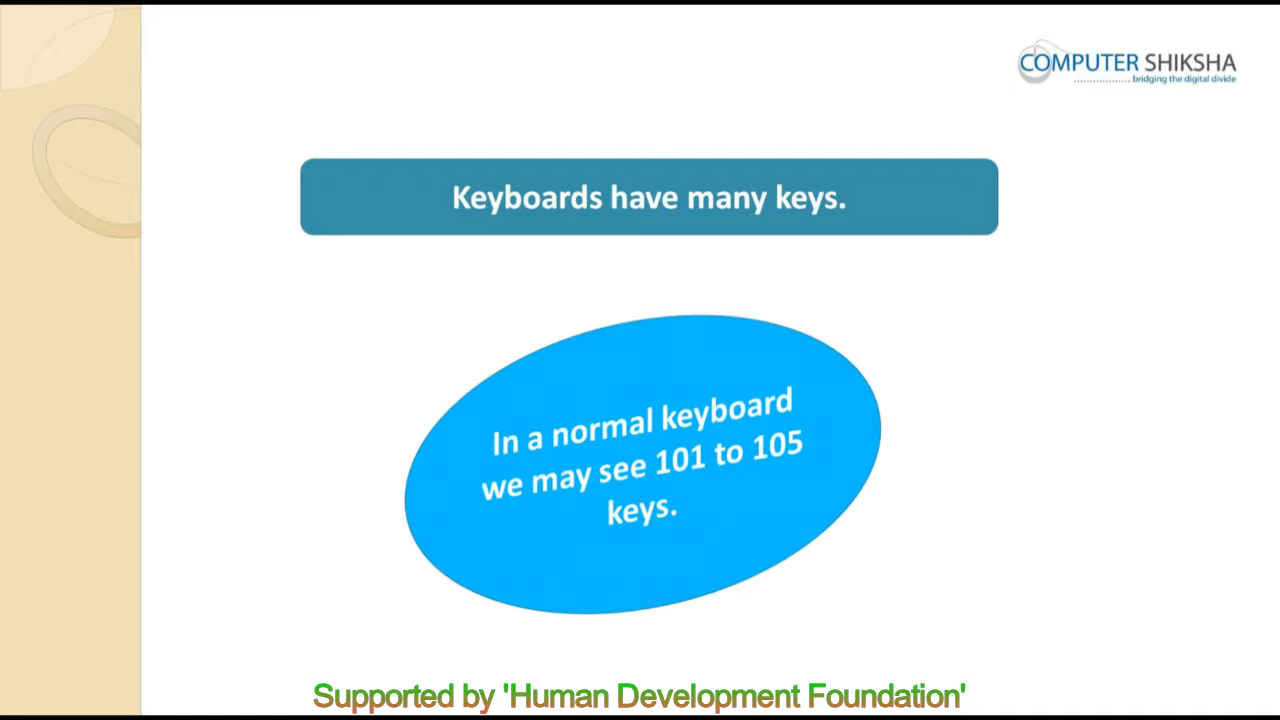 COMPUTER SHIKSHA
.................. bridging the digital divide
Keyboards have many keys.
In a normal keyboard
we may see 101 to 105
keys.
Supported by 'Human Development Foundation'